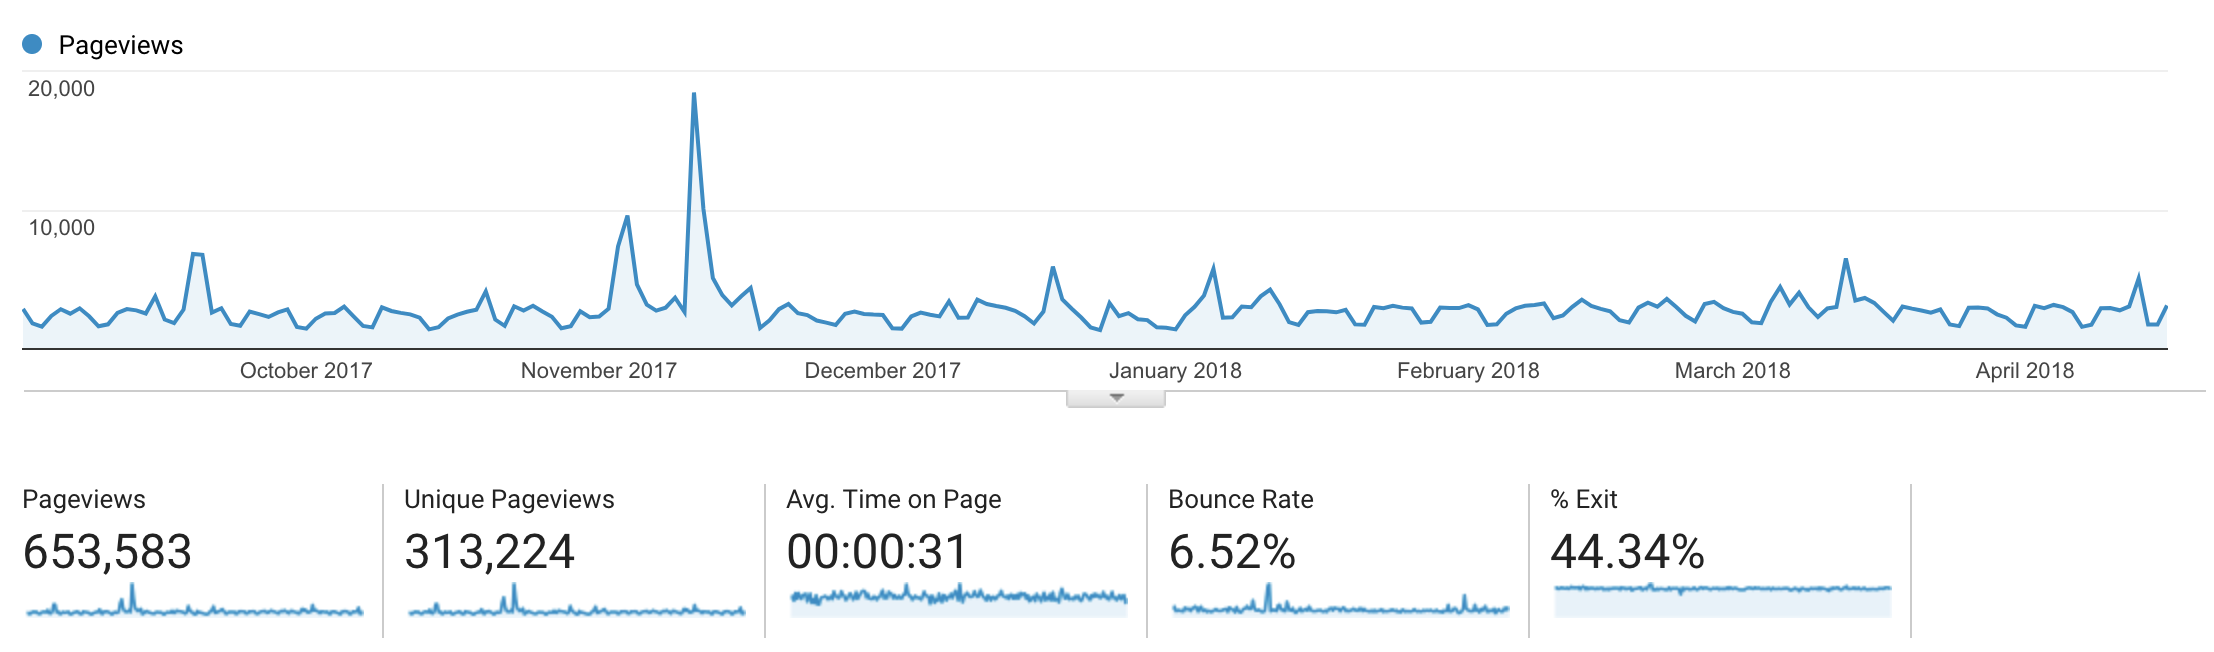 Pageviews
20,000
10,000
October 2017 November 2017 December 2017 January 2018 February 2018 March 2018 April 2018
Pageviews Unique Pageviews Avg. Time on Page Bounce Rate % Exit
653,583 313,224 00:00:31 6.52% 44.34%